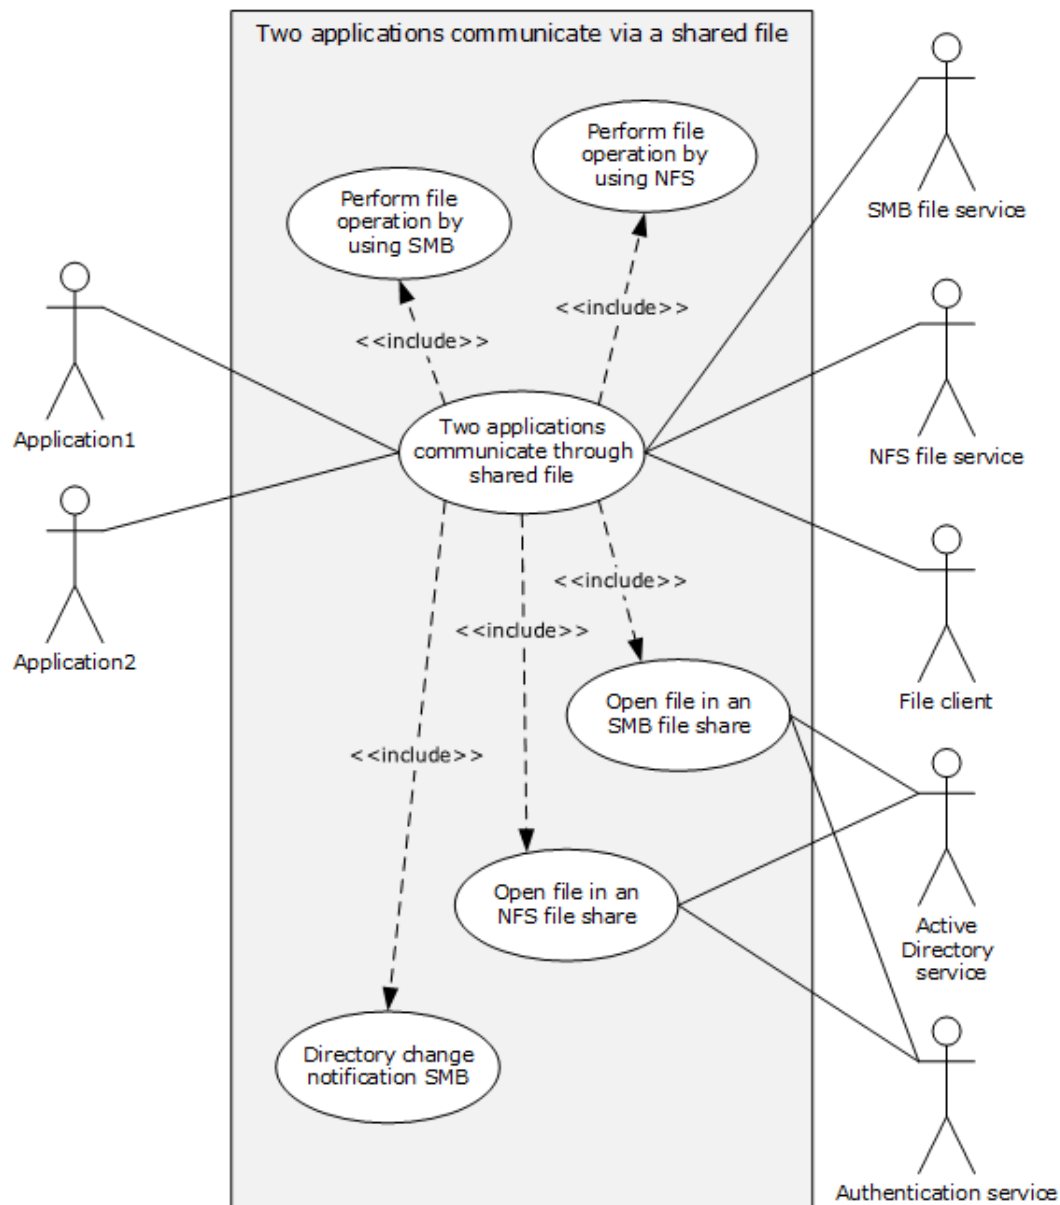 Two applications communicate via a shared file
Perform file
operation by
using NFS
Perform file
operation by
using SMB
SMB file service
<<include>>
<<include>>
Application1
Two applications
communicate through
shared file
NFS file service
<<include>>
<<include>>
Application2
Open file in an
SMB file share
File client
<<include>>
Open file in an
NFS file share
Active
Directory
service
Directory change
notification SMB
Authentication service